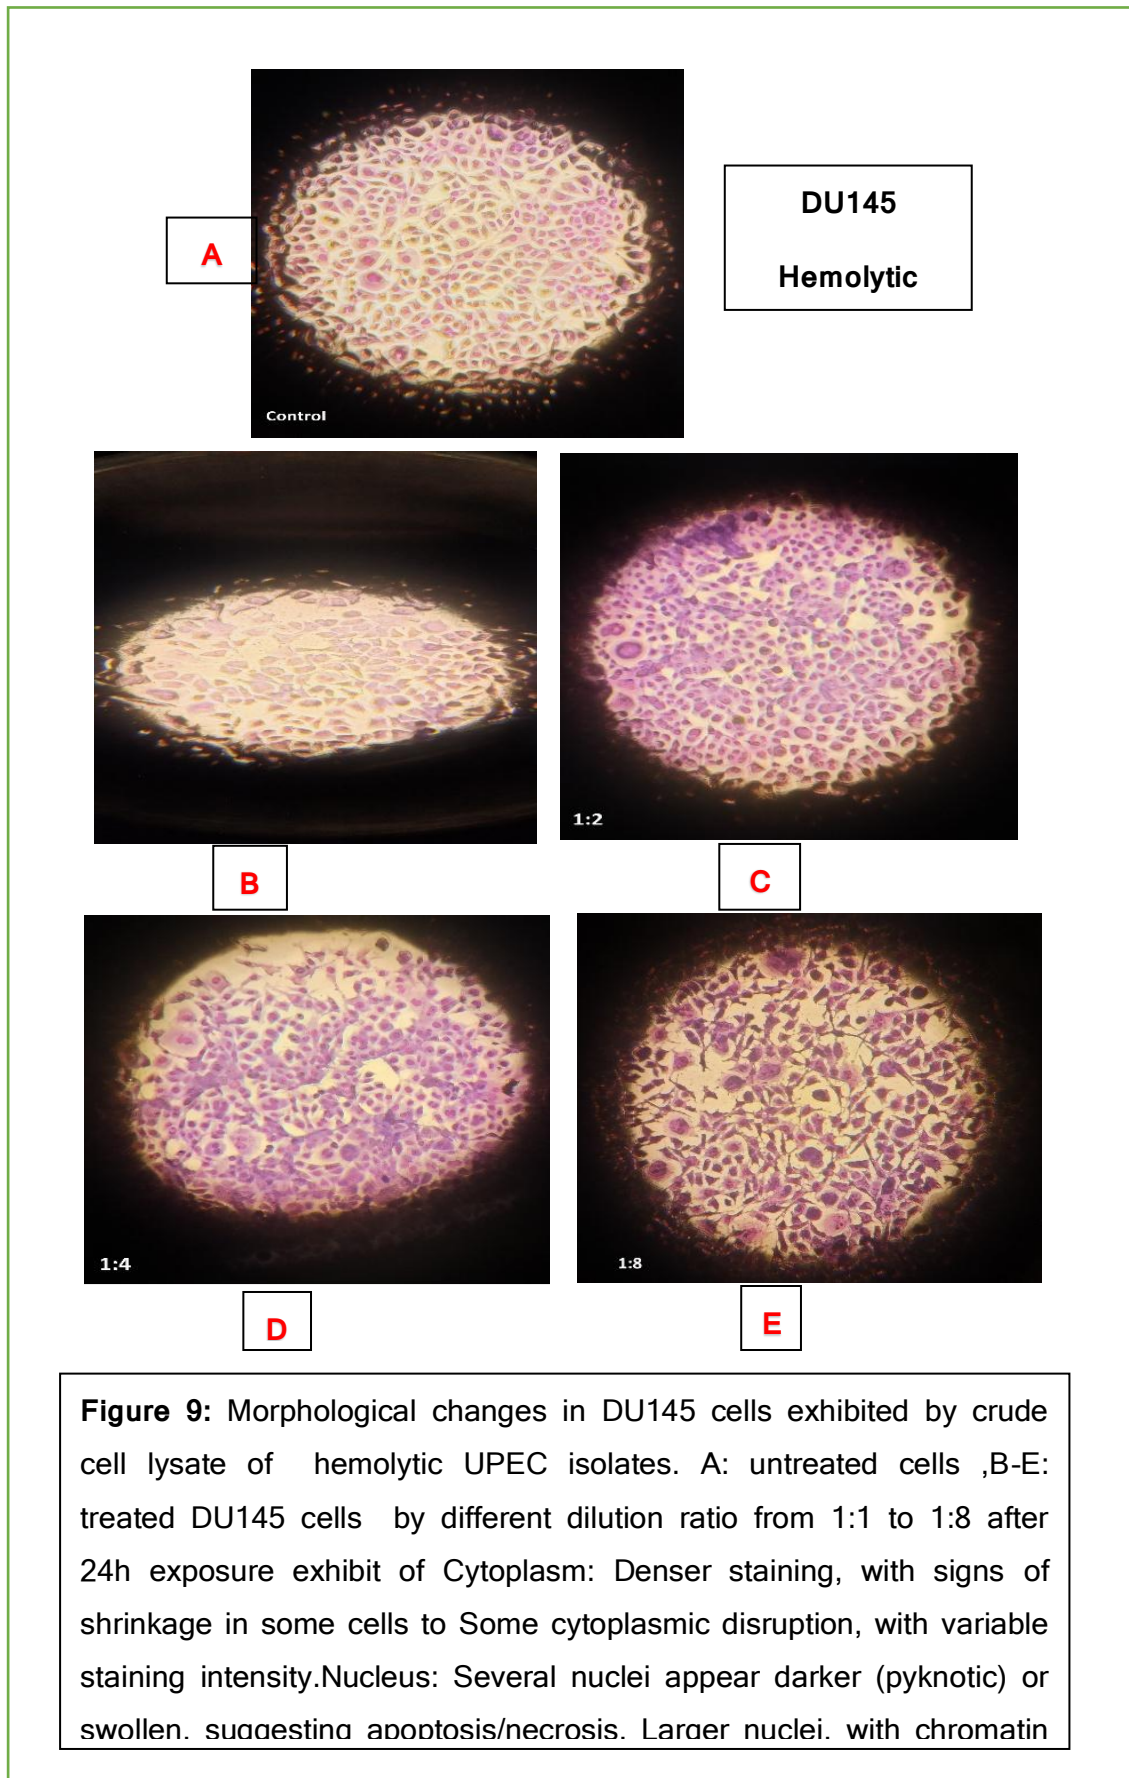 DU145
Hemolytic
A
Control
1:2
B
C
1:4
1:8
D
E
Figure 9: Morphological changes in DU145 cells exhibited by crude
cell lysate of hemolytic UPEC isolates. A: untreated cells ,B-E:
treated DU145 cells by different dilution ratio from 1:1 to 1:8 after
24h exposure exhibit of Cytoplasm: Denser staining, with signs of
shrinkage in some cells to Some cytoplasmic disruption, with variable
staining intensity.Nucleus: Several nuclei appear darker (pyknotic) or
swollen, suggesting apoptosis/necrosis. Larger nuclei, with chromatin